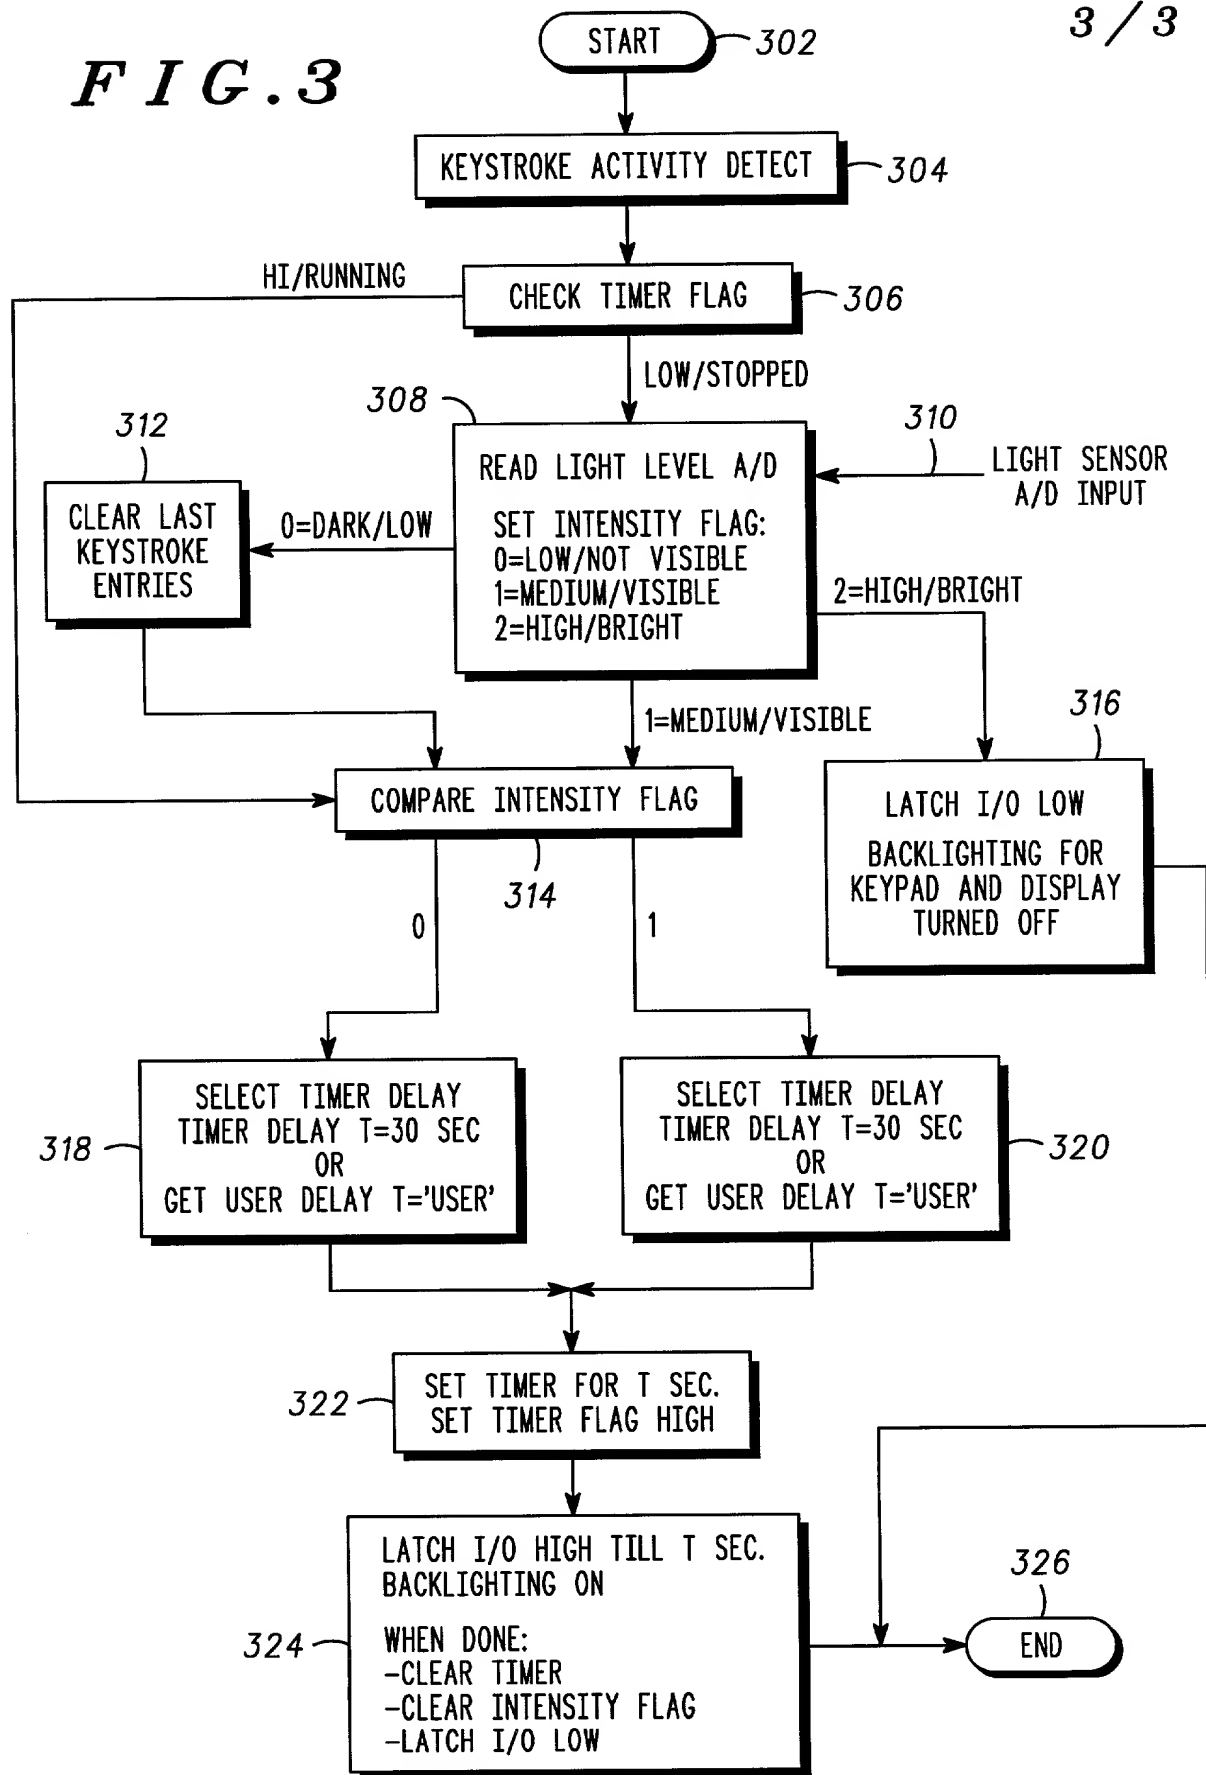 3/3
FIG.3
START
302
KEYSTROKE ACTIVITY DETECT
304
HI/RUNNING
CHECK TIMER FLAG
306
LOW/STOPPED
308
312
310
READ LIGHT LEVEL A/D
SET INTENSITY FLAG:
0=LOW/NOT VISIBLE
1=MEDIUM/VISIBLE
2=HIGH/BRIGHT
LIGHT SENSOR
A/D INPUT
CLEAR LAST
KEYSTROKE
ENTRIES
0=DARK/LOW
2=HIGH/BRIGHT
1=MEDIUM/VISIBLE
316
COMPARE INTENSITY FLAG
314
LATCH I/O LOW
BACKLIGHTING FOR
KEYPAD AND DISPLAY
TURNED OFF
0
1
SELECT TIMER DELAY
TIMER DELAY T=30 SEC
OR
GET USER DELAY T='USER'
318
SELECT TIMER DELAY
TIMER DELAY T=30 SEC
OR
GET USER DELAY T='USER'
320
SET TIMER FOR T SEC.
SET TIMER FLAG HIGH
322
LATCH I/O HIGH TILL T SEC.
BACKLIGHTING ON
WHEN DONE:
-CLEAR TIMER
-CLEAR INTENSITY FLAG
-LATCH I/O LOW
324
326
END